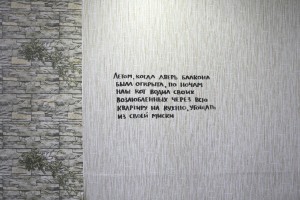 Летом, когда дверь балкона
была открыта, по ночам
наш кот водил своих
возлюбленных через всю
квартиру на кухню, угощать
из своей миски